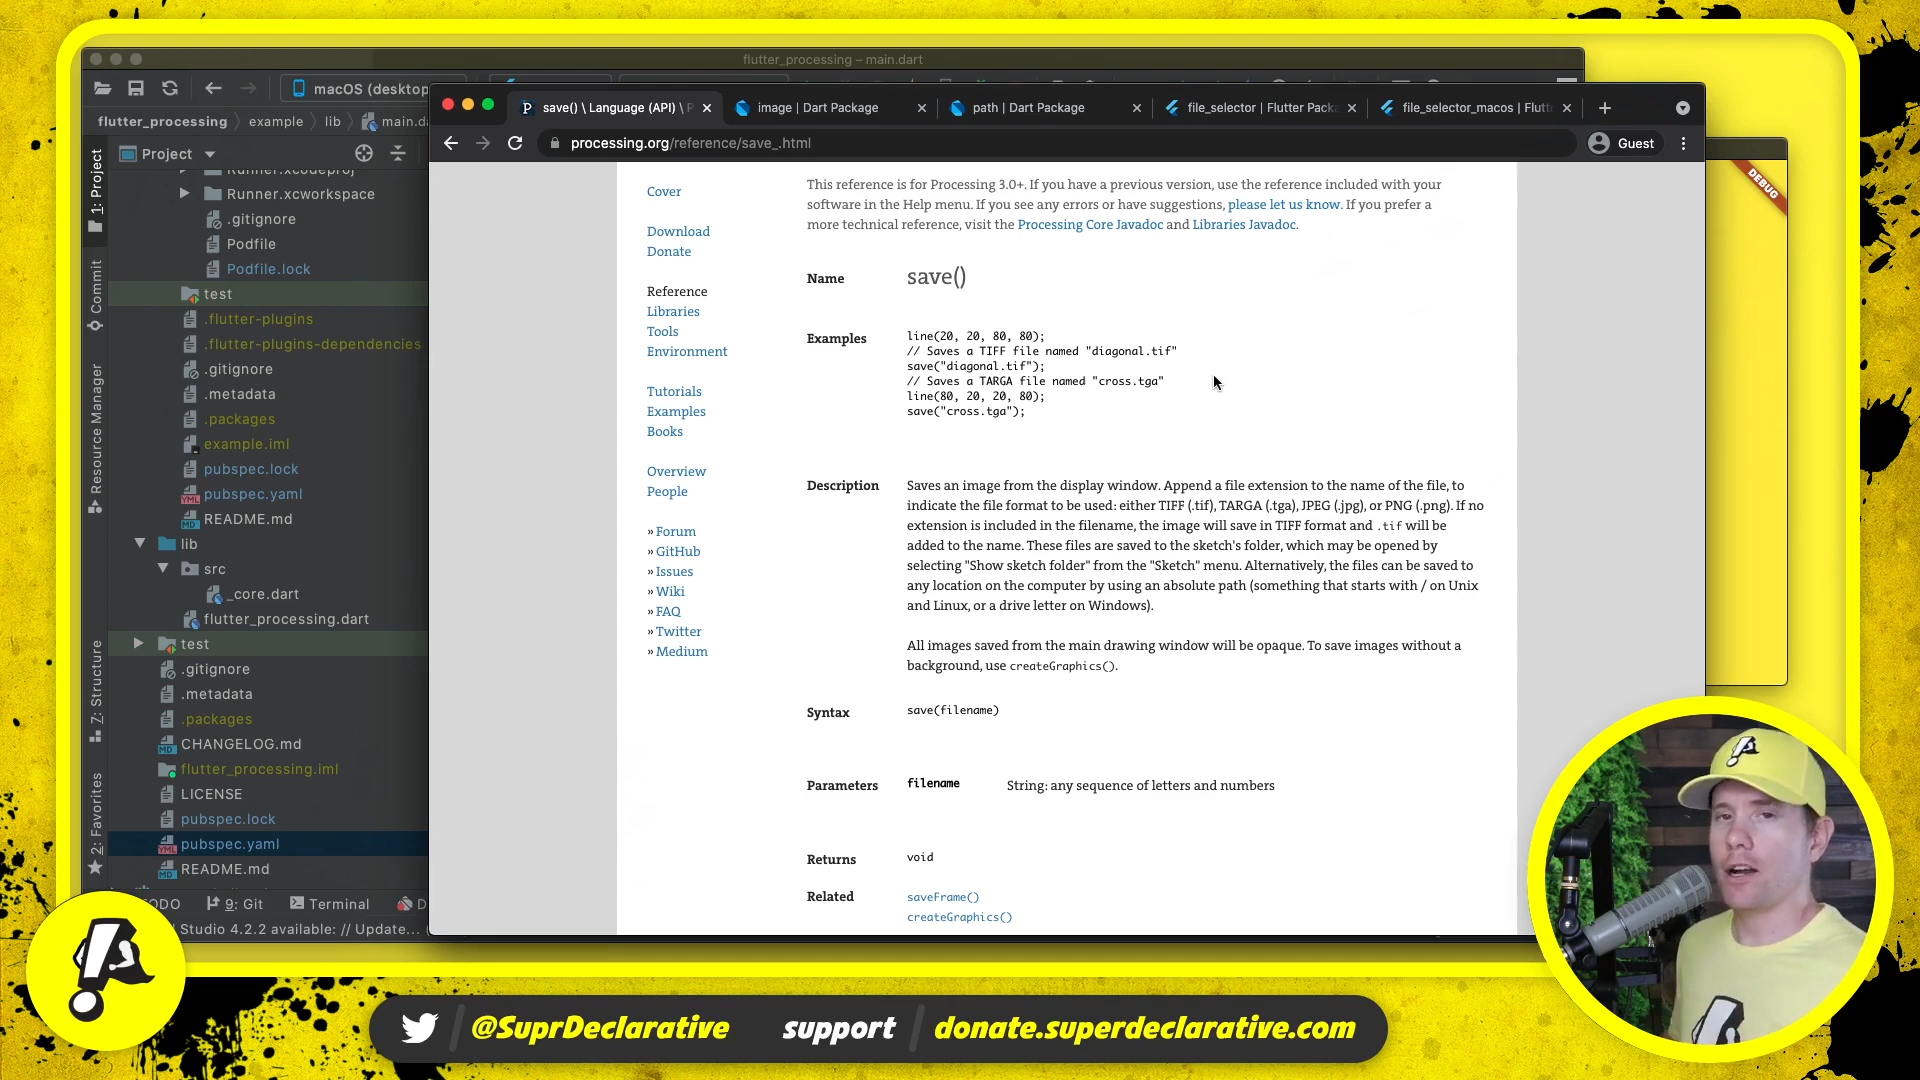 flutter_processing – main.dart
macOS (desktop
save() \ Language (API) \ P
image | Dart Package
path | Dart Package
file_selector | Flutter Packa
file_selector_macos | Flutt
processing.org/reference/save_.html
Guest
DEBUG
flutter_processing
example
lib
main.d
1: Project
Commit
Resource Manager
7: Structure
2: Favorites
Project
Runner.xcodeproj
Runner.xcworkspace
.gitignore
Podfile
Podfile.lock
test
.flutter-plugins
.flutter-plugins-dependencies
.gitignore
.metadata
.packages
example.iml
pubspec.lock
pubspec.yaml
README.md
lib
src
_core.dart
flutter_processing.dart
test
.gitignore
.metadata
.packages
CHANGELOG.md
flutter_processing.iml
LICENSE
pubspec.lock
pubspec.yaml
README.md
ODO
9: Git
Terminal
D
Studio 4.2.2 available: // Update... (
Cover
Download
Donate
Reference
Libraries
Tools
Environment
Tutorials
Examples
Books
Overview
People
» Forum
» GitHub
» Issues
» Wiki
» FAQ
» Twitter
» Medium
This reference is for Processing 3.0+. If you have a previous version, use the reference included with your
software in the Help menu. If you see any errors or have suggestions, please let us know. If you prefer a
more technical reference, visit the Processing Core Javadoc and Libraries Javadoc.
Name save()
Examples
line(20, 20, 80, 80);
// Saves a TIFF file named "diagonal.tif"
save("diagonal.tif");
// Saves a TARGA file named "cross.tga"
line(80, 20, 20, 80);
save("cross.tga");
Description
Saves an image from the display window. Append a file extension to the name of the file, to
indicate the file format to be used: either TIFF (.tif), TARGA (.tga), JPEG (.jpg), or PNG (.png). If no
extension is included in the filename, the image will save in TIFF format and .tif will be
added to the name. These files are saved to the sketch's folder, which may be opened by
selecting "Show sketch folder" from the "Sketch" menu. Alternatively, the files can be saved to
any location on the computer by using an absolute path (something that starts with / on Unix
and Linux, or a drive letter on Windows).
All images saved from the main drawing window will be opaque. To save images without a
background, use createGraphics().
Syntax save(filename)
Parameters filename String: any sequence of letters and numbers
Returns void
Related saveFrame()
createGraphics()
@SuprDeclarative support donate.superdeclarative.com